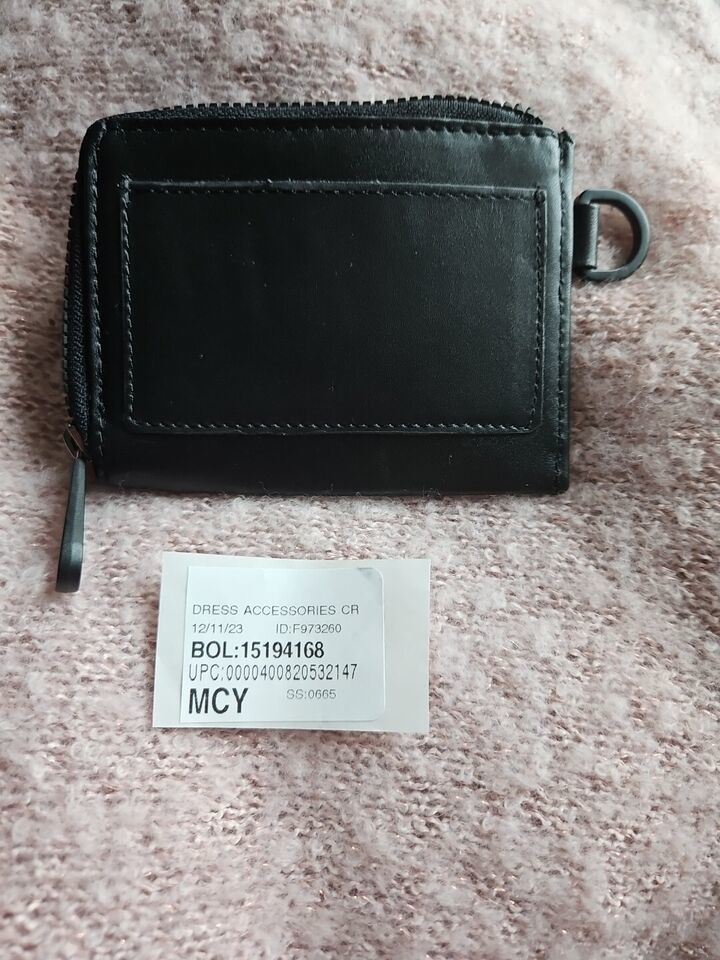 DRESS ACCESSORIES CR
12/11/23 ID:F973260
BOL:15194168
UPC:0000400820532147
MCY SS:0665